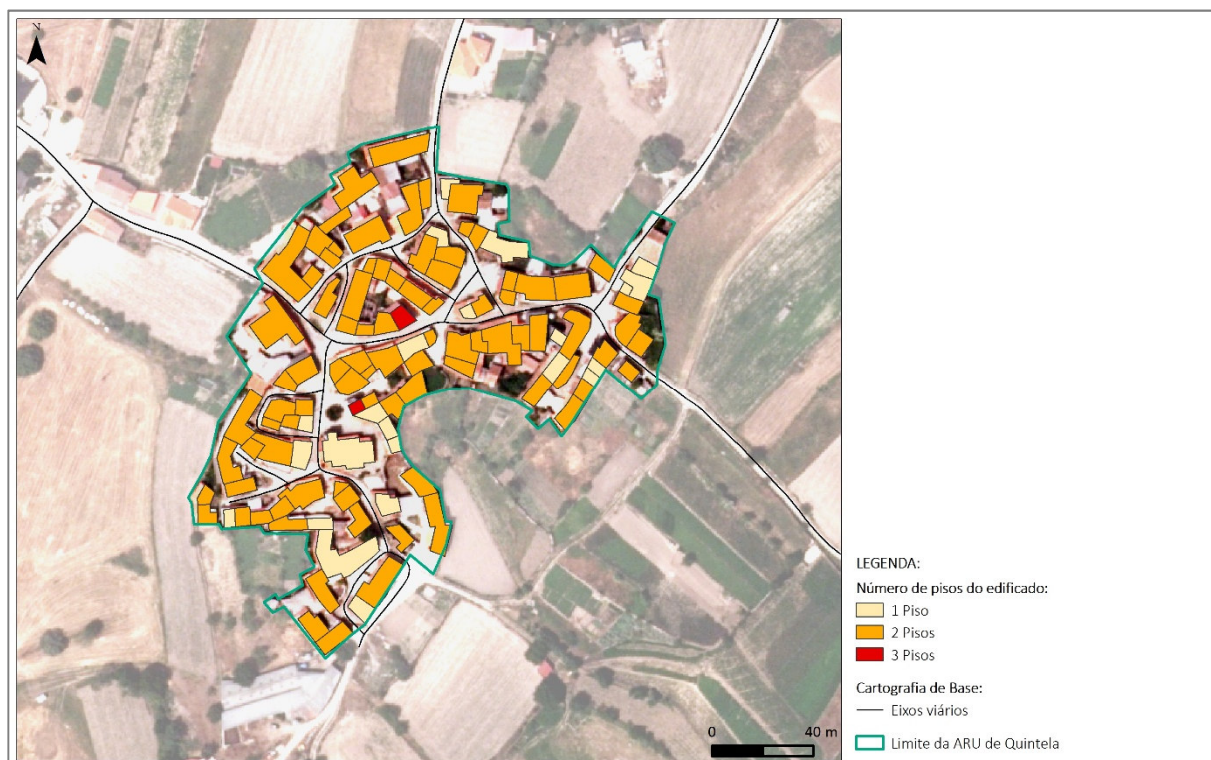 N
LEGENDA:
Número de pisos do edificado:
1 Piso
2 Pisos
3 Pisos
Cartografia de Base:
Eixos viários
Limite da ARU de Quintela
0 40 m